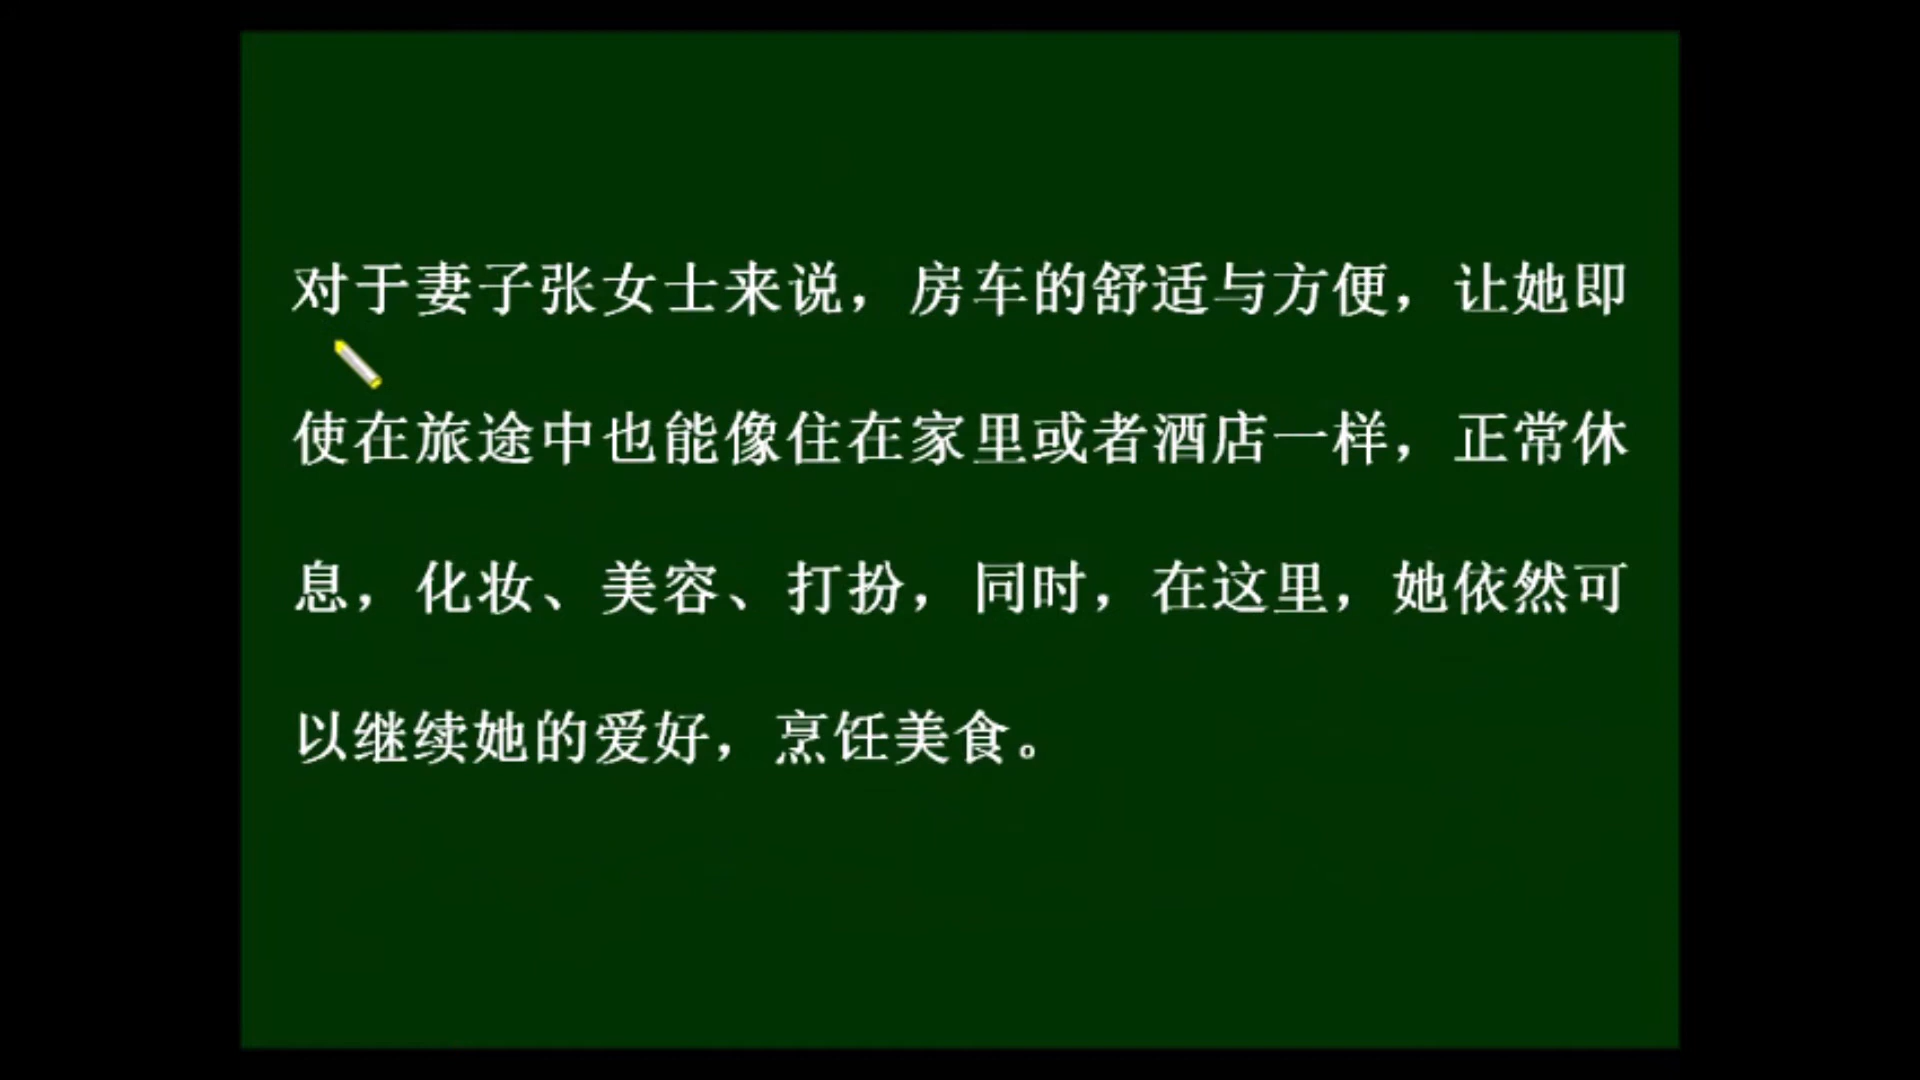 对于妻子张女士来说，房车的舒适与方便，让她即
使在旅途中也能像住在家里或者酒店一样，正常休
息，化妆、美容、打扮，同时，在这里，她依然可
以继续她的爱好，烹饪美食。